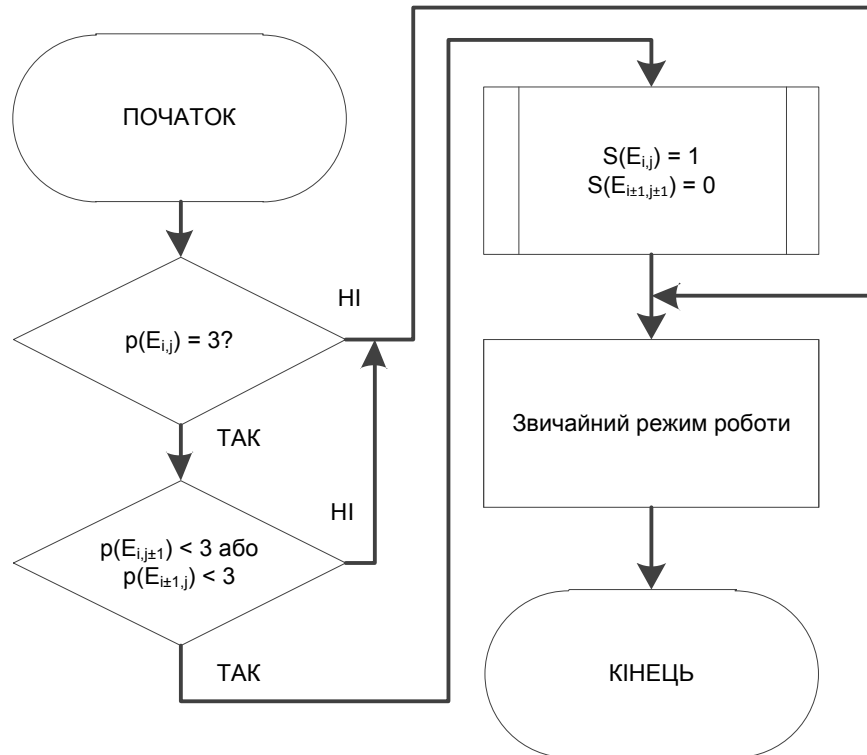 ПОЧАТОК
p(Eᵢ,ⱼ) = 3?
НІ
ТАК
p(Eᵢ,ⱼ±₁) < 3 або
p(Eᵢ±₁,ⱼ) < 3
НІ
ТАК
S(Eᵢ,ⱼ) = 1
S(Eᵢ±₁,ⱼ±₁) = 0
Звичайний режим роботи
КІНЕЦЬ